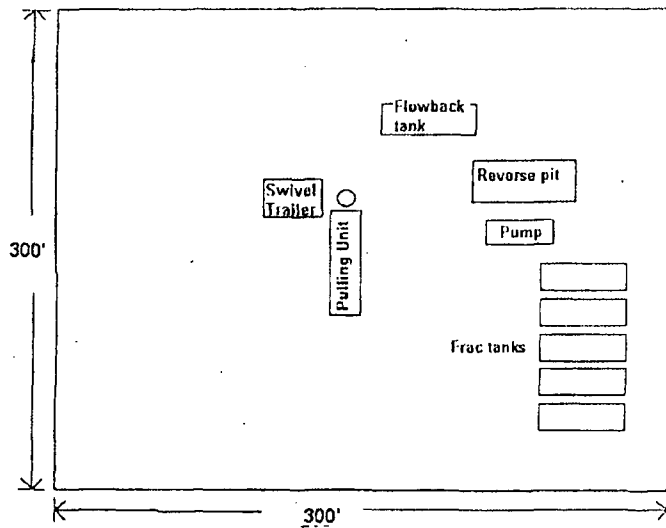 Flowback
tank
Reverse pit
Swivel
Trailer
Pump
Pulling Unit
300'
Frac tanks
300'